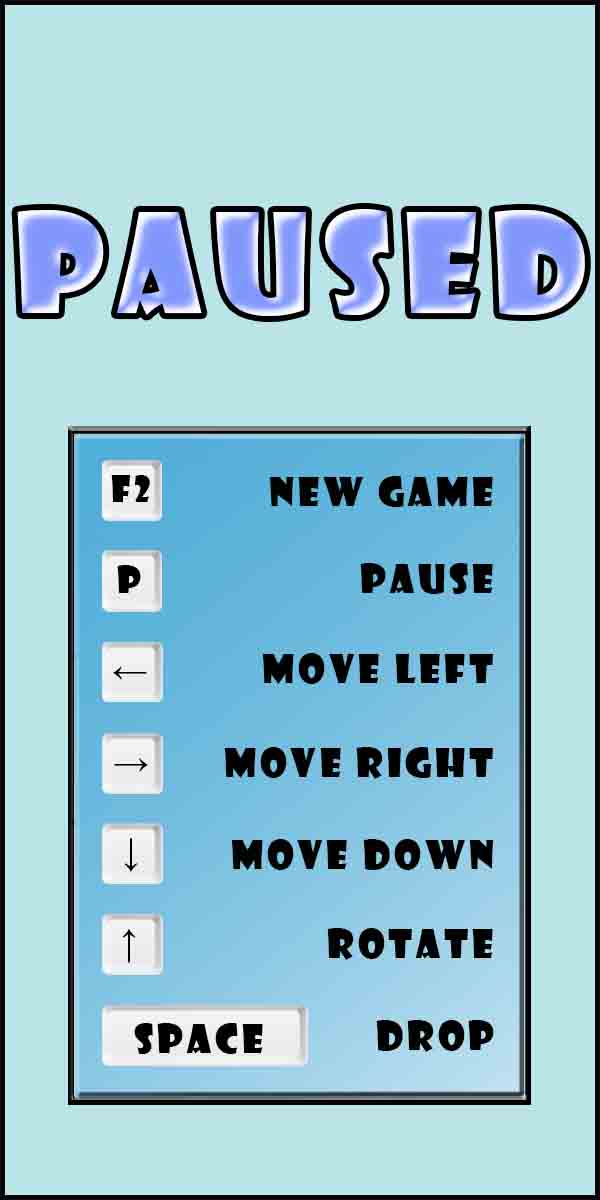 PAUSED
F2 NEW GAME
P PAUSE
← MOVE LEFT
→ MOVE RIGHT
↓ MOVE DOWN
↑ ROTATE
SPACE DROP